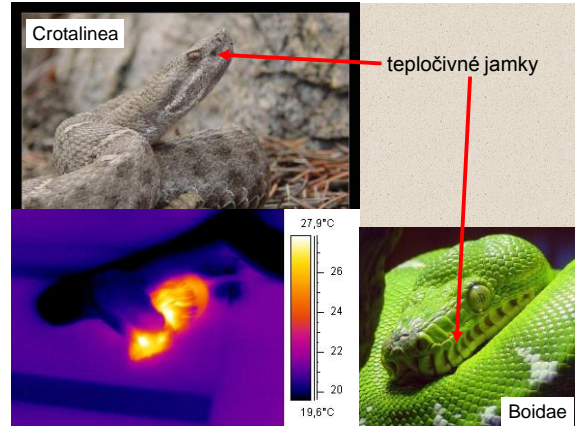 Crotalinea
tepločivné jamky
27,9°C
26
24
22
20
19,6°C
Boidae